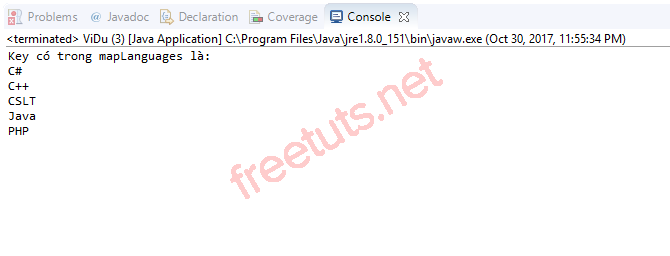 Problems @ Javadoc Declaration Coverage Console
<terminated> ViDu (3) [Java Application] C:\Program Files\Java\jre1.8.0_151\bin\javaw.exe (Oct 30, 2017, 11:55:34 PM)
Key có trong mapLanguages là:
C#
C++
CSLT
Java
PHP
freetuts.net